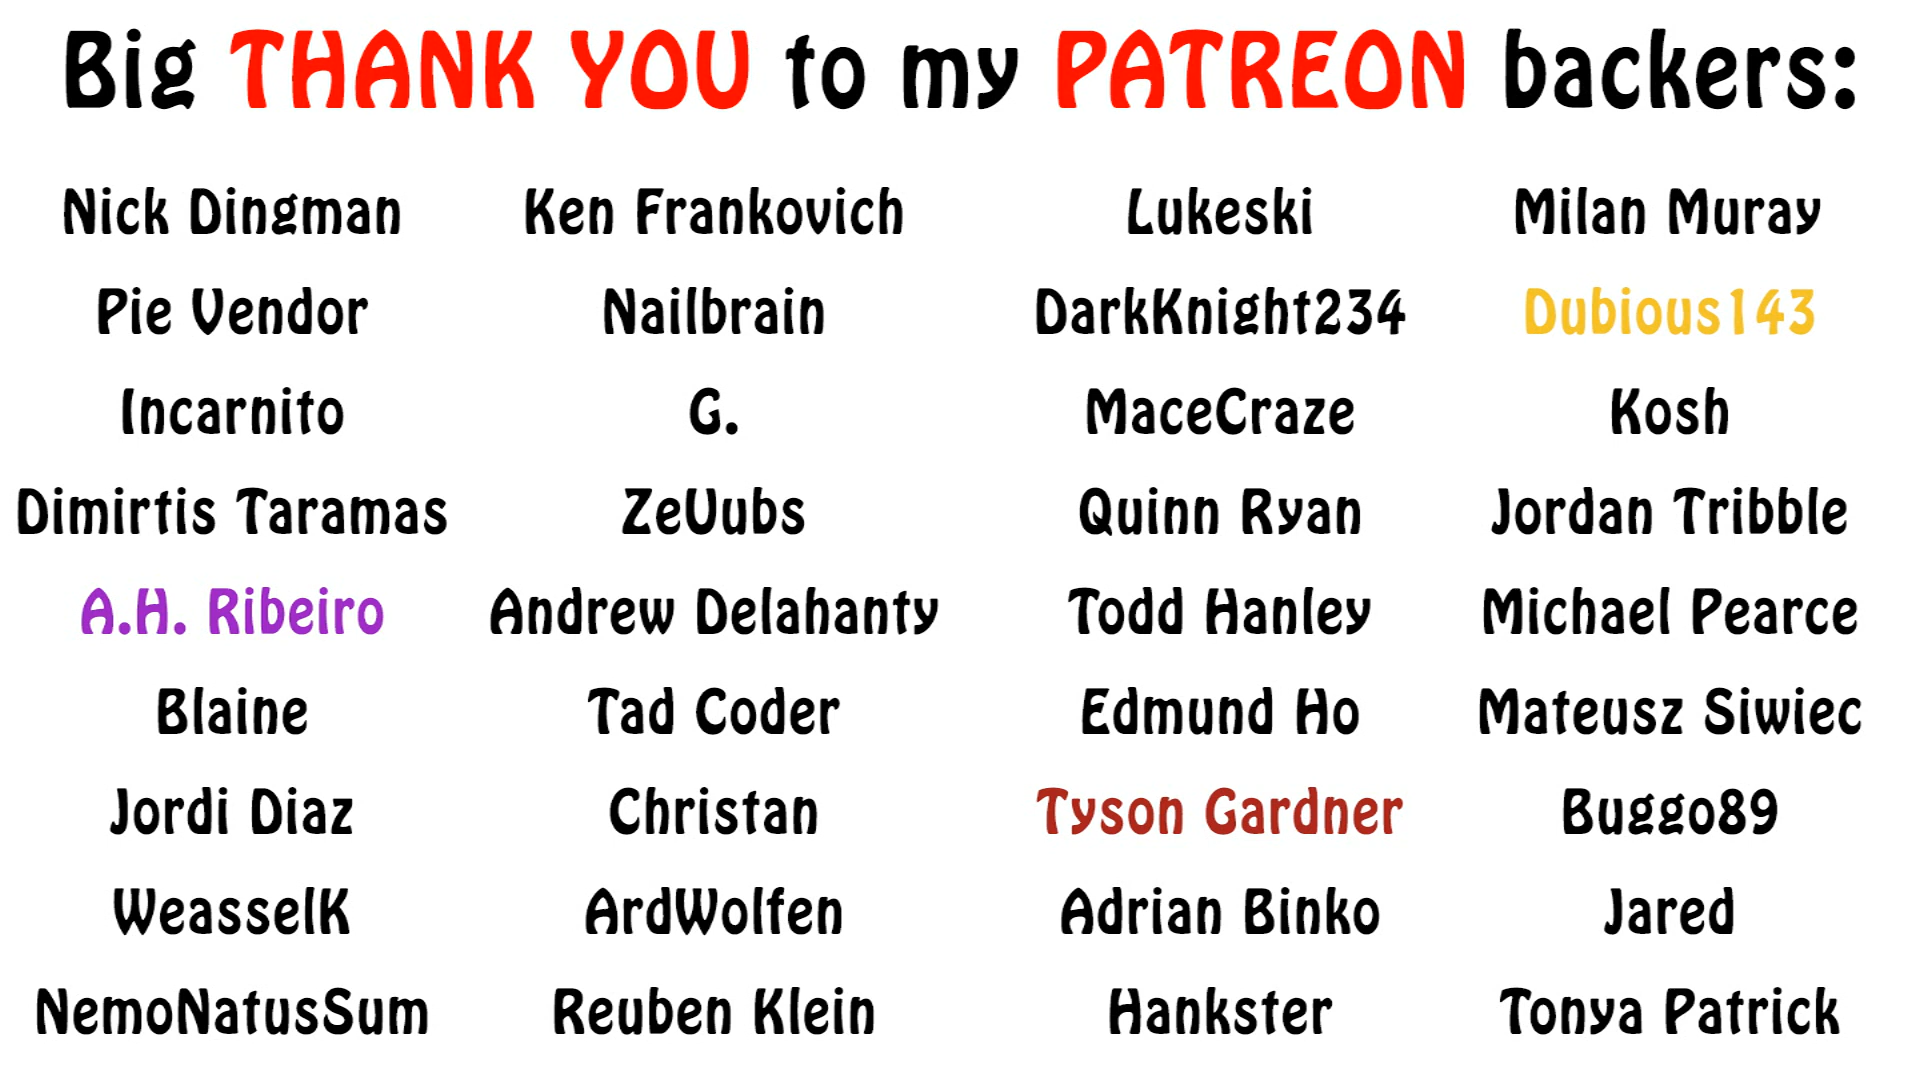 Big THANK YOU to my PATREON backers:
Nick Dingman Ken Frankovich Lukeski Milan Muray
Pie Vendor Nailbrain DarkKnight234 Dubious143
Incarnito G. MaceCraze Kosh
Dimirtis Taramas ZeUubs Quinn Ryan Jordan Tribble
A.H. Ribeiro Andrew Delahanty Todd Hanley Michael Pearce
Blaine Tad Coder Edmund Ho Mateusz Siwiec
Jordi Diaz Christan Tyson Gardner Buggo89
WeasselK ArdWolfen Adrian Binko Jared
NemoNatusSum Reuben Klein Hankster Tonya Patrick